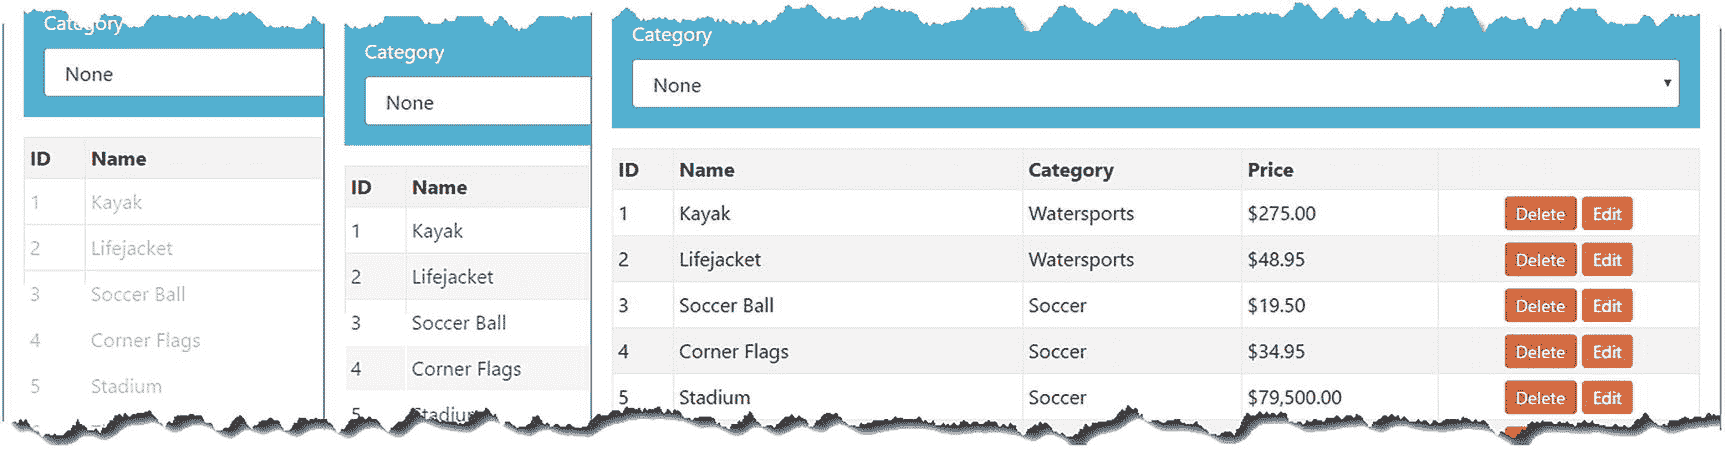 Category
None
ID Name
1 Kayak
2 Lifejacket
3 Soccer Ball
4 Corner Flags
5 Stadium
Category
None
ID Name
1 Kayak
2 Lifejacket
3 Soccer Ball
4 Corner Flags
5 Stadium
Category
None
ID Name Category Price
1 Kayak Watersports $275.00 Delete Edit
2 Lifejacket Watersports $48.95 Delete Edit
3 Soccer Ball Soccer $19.50 Delete Edit
4 Corner Flags Soccer $34.95 Delete Edit
5 Stadium Soccer $79,500.00 Delete Edit